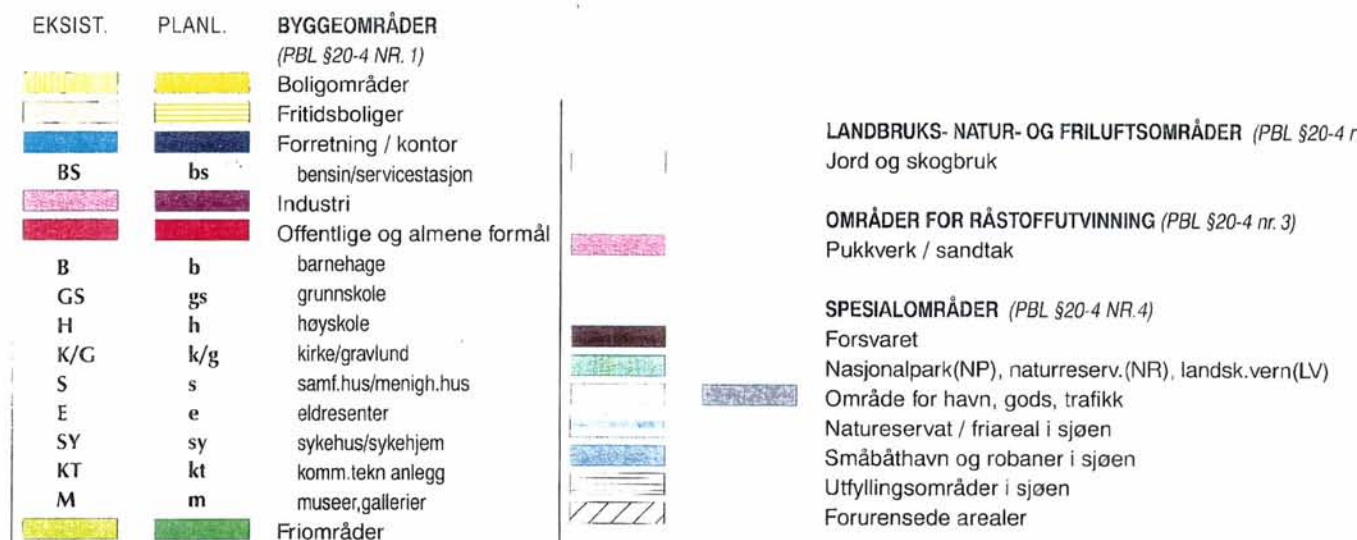 EKSIST. PLANL. BYGGEOMRÅDER
(PBL §20-4 NR. 1)
Boligområder
Fritidsboliger
Forretning / kontor
BS bs bensin/servicestasjon
Industri
Offentlige og almene formål
B b barnehage
GS gs grunnskole
H h høyskole
K/G k/g kirke/gravlund
S s samf.hus/menigh.hus
E e eldresenter
SY sy sykehus/sykehjem
KT kt komm.tekn anlegg
M m museer,gallerier
Friområder
LANDBRUKS- NATUR- OG FRILUFTSOMRÅDER (PBL §20-4 r
Jord og skogbruk
OMRÅDER FOR RÅSTOFFUTVINNING (PBL §20-4 nr. 3)
Pukkverk / sandtak
SPESIALOMRÅDER (PBL §20-4 NR.4)
Forsvaret
Nasjonalpark(NP), naturreserv.(NR), landsk.vern(LV)
Område for havn, gods, trafikk
Natureservat / friareal i sjøen
Småbåthavn og robaner i sjøen
Utfyllingsområder i sjøen
Forurensede arealer